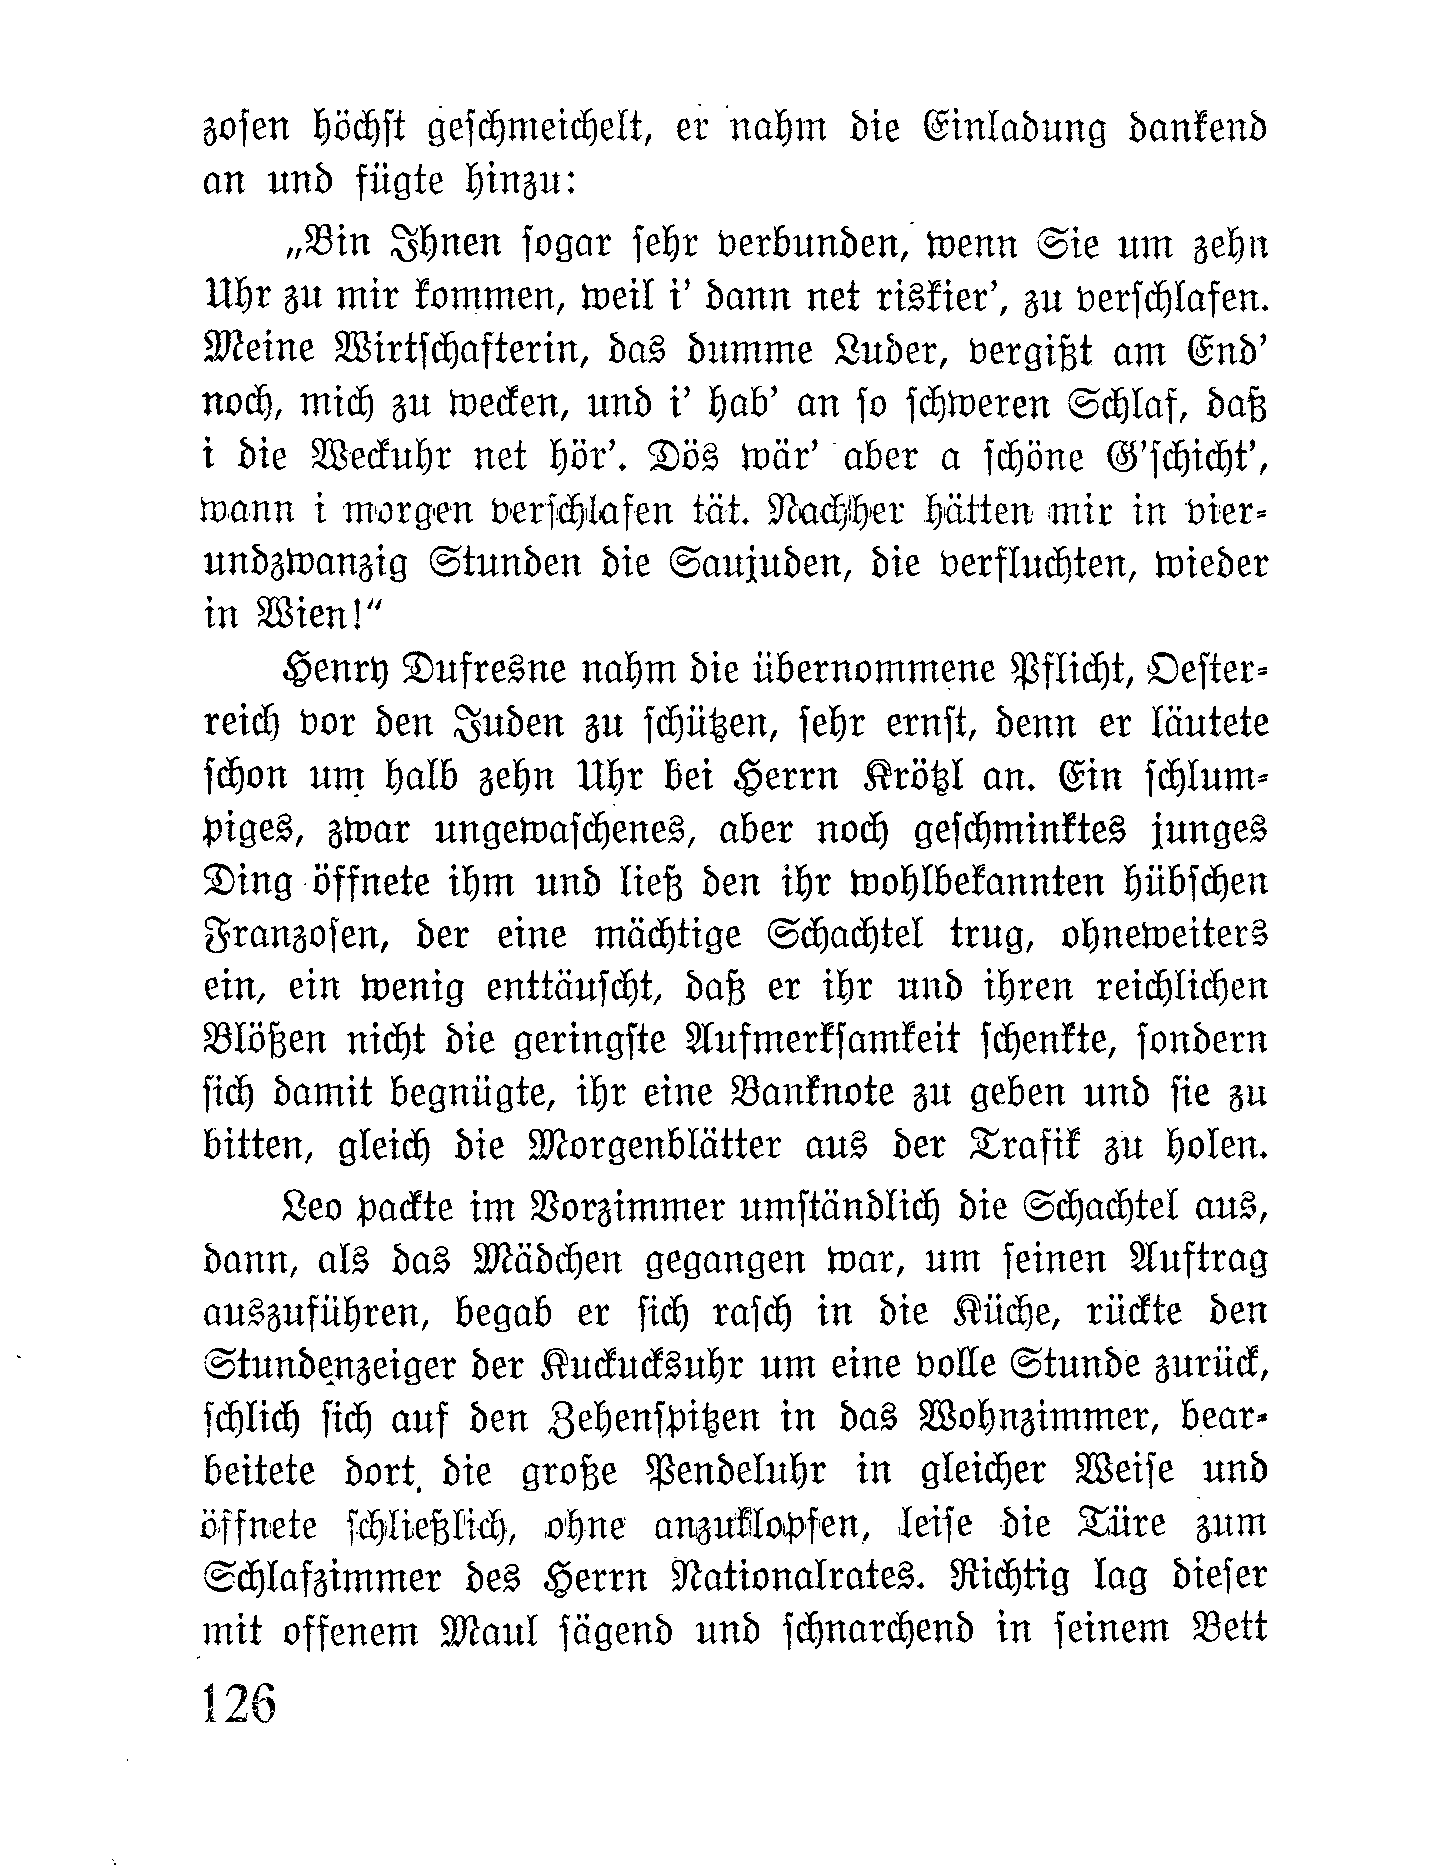 zosen höchst geschmeichelt, er nahm die Einladung dankend
an und fügte hinzu:
„Bin Ihnen sogar sehr verbunden, wenn Sie um zehn
Uhr zu mir kommen, weil i' dann net riskier', zu verschlafen.
Meine Wirtschafterin, das dumme Luder, vergißt am End'
noch, mich zu wecken, und i' hab' an so schweren Schlaf, daß
i die Weckuhr net hör'. Dös wär' aber a schöne G'schicht',
wann i morgen verschlafen tät. Nachher hätten mir in vier-
undzwanzig Stunden die Saujuden, die verfluchten, wieder
in Wien!“
Henry Dufresne nahm die übernommene Pflicht, Oester-
reich vor den Juden zu schützen, sehr ernst, denn er läutete
schon um halb zehn Uhr bei Herrn Krötzl an. Ein schlum-
piges, zwar ungewaschenes, aber noch geschminktes junges
Ding öffnete ihm und ließ den ihr wohlbekannten hübschen
Franzosen, der eine mächtige Schachtel trug, ohneweiters
ein, ein wenig enttäuscht, daß er ihr und ihren reichlichen
Blößen nicht die geringste Aufmerksamkeit schenkte, sondern
sich damit begnügte, ihr eine Banknote zu geben und sie zu
bitten, gleich die Morgenblätter aus der Trafik zu holen.
Leo packte im Vorzimmer umständlich die Schachtel aus,
dann, als das Mädchen gegangen war, um seinen Auftrag
auszuführen, begab er sich rasch in die Küche, rückte den
Stundenzeiger der Kuckucksuhr um eine volle Stunde zurück,
schlich sich auf den Zehenspitzen in das Wohnzimmer, bear-
beitete dort die große Pendeluhr in gleicher Weise und
öffnete schließlich, ohne anzuklopfen, leise die Türe zum
Schlafzimmer des Herrn Nationalrates. Richtig lag dieser
mit offenem Maul sägend und schnarchend in seinem Bett
126